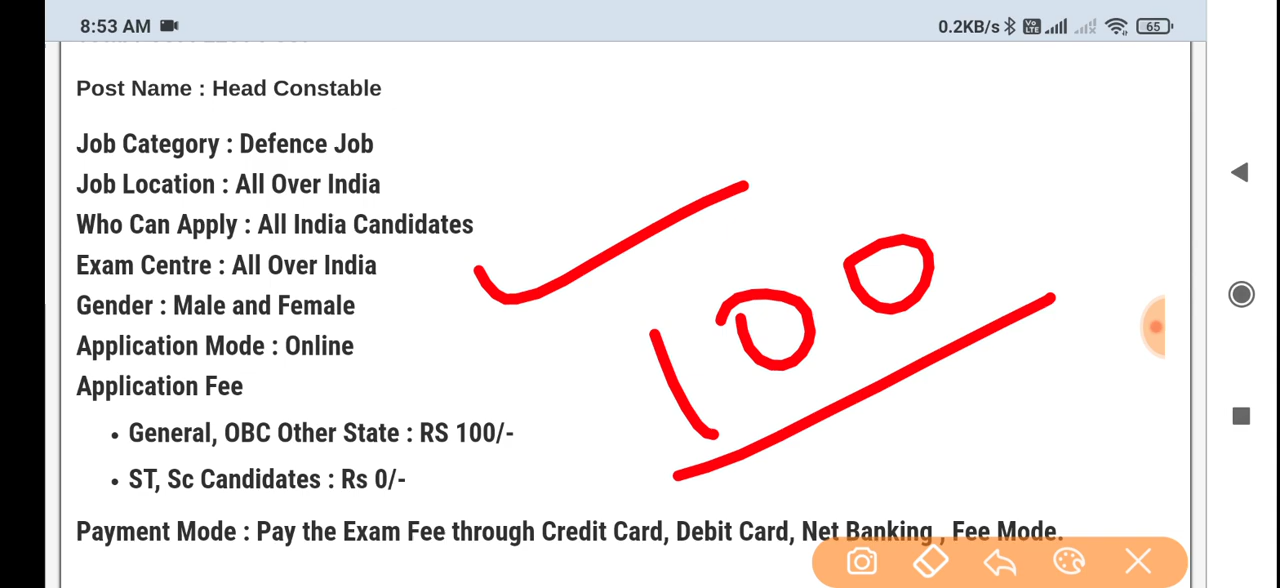 8:53 AM
0.2KB/s Vo LTE 65
Post Name : Head Constable
Job Category : Defence Job
Job Location : All Over India
Who Can Apply : All India Candidates
Exam Centre : All Over India
Gender : Male and Female
Application Mode : Online
Application Fee
• General, OBC Other State : RS 100/-
• ST, Sc Candidates : Rs 0/-
Payment Mode : Pay the Exam Fee through Credit Card, Debit Card, Net Banking , Fee Mode.
100